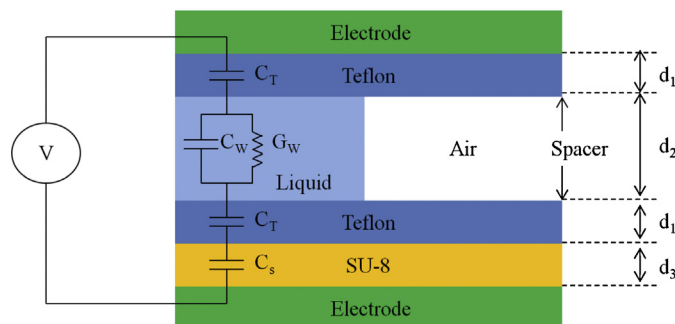 Electrode
C_T Teflon d_1
V C_W G_W Air Spacer d_2
Liquid
C_T Teflon d_1
C_s SU-8 d_3
Electrode